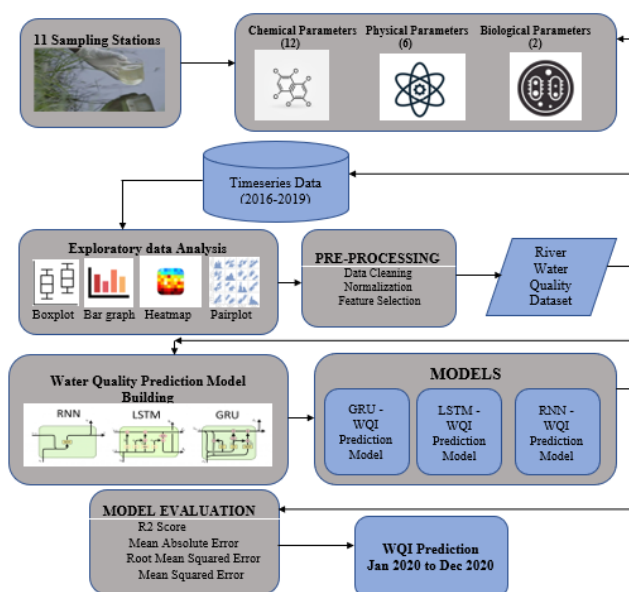 11 Sampling Stations
Chemical Parameters
(12)
Physical Parameters
(6)
Biological Parameters
(2)
Timeseries Data
(2016-2019)
Exploratory data Analysis
Boxplot
Bar graph
Heatmap
Pairplot
PRE-PROCESSING
Data Cleaning
Normalization
Feature Selection
River
Water
Quality
Dataset
Water Quality Prediction Model
Building
RNN
LSTM
GRU
MODELS
GRU -
WQI
Prediction
Model
LSTM -
WQI
Prediction
Model
RNN -
WQI
Prediction
Model
MODEL EVALUATION
R2 Score
Mean Absolute Error
Root Mean Squared Error
Mean Squared Error
WQI Prediction
Jan 2020 to Dec 2020